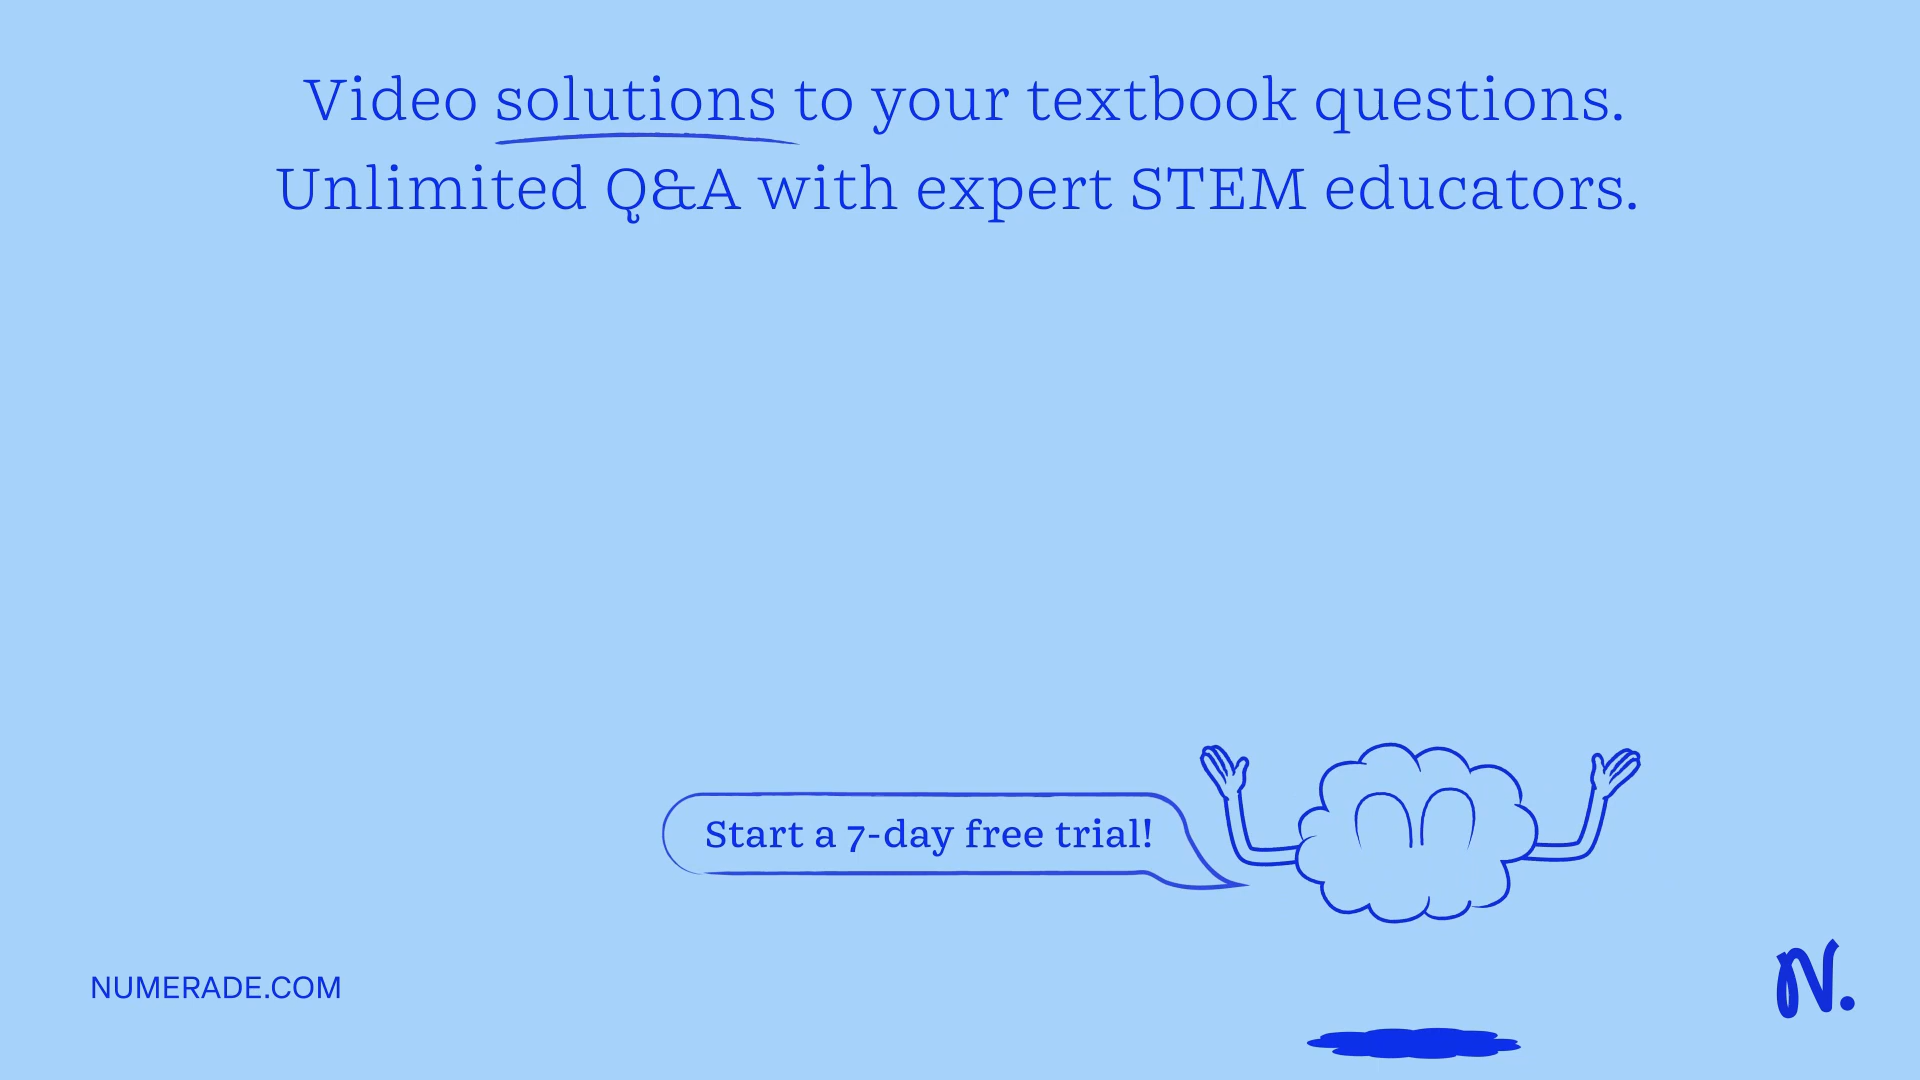 Video solutions to your textbook questions.
Unlimited Q&A with expert STEM educators.
Start a 7-day free trial!
NUMERADE.COM
N.